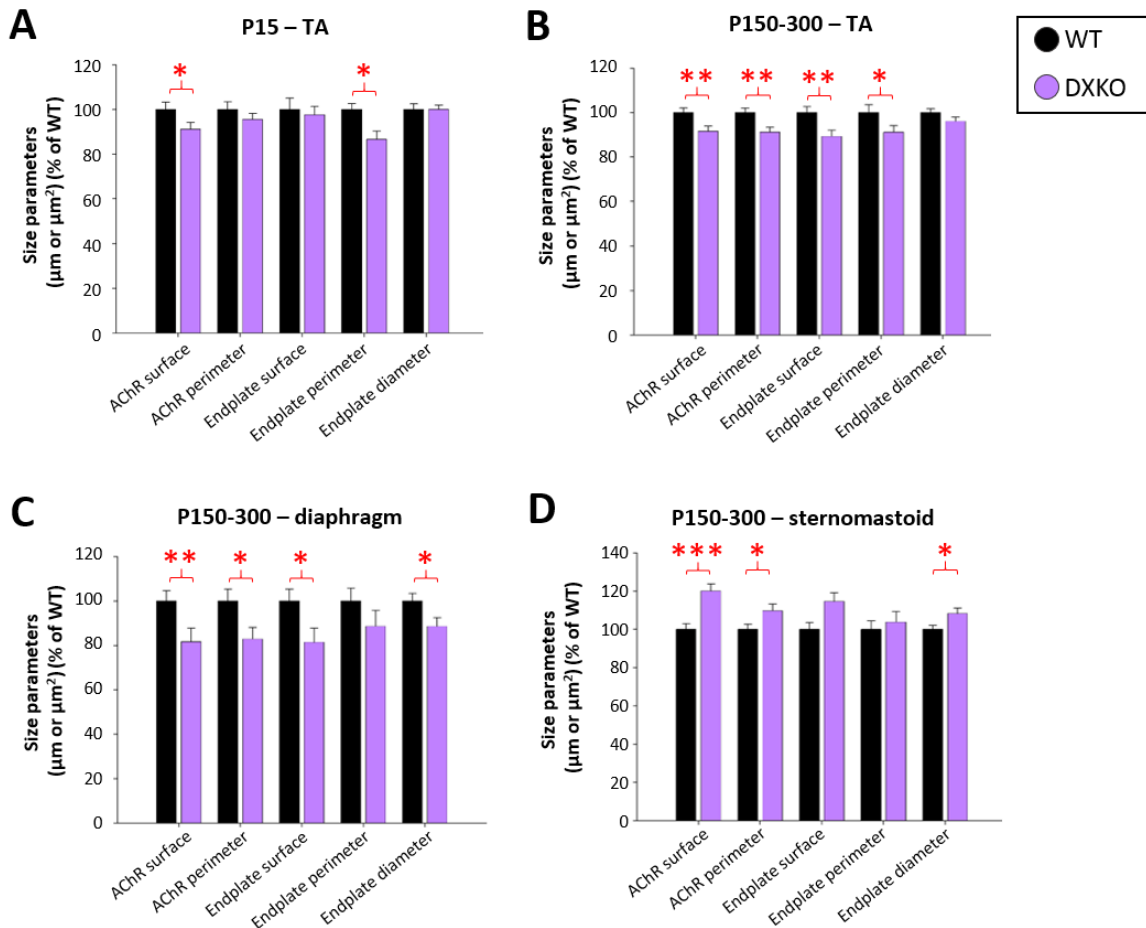 A
P15 – TA
*
*
120
100
80
60
40
20
0
Size parameters
(µm or µm²) (% of WT)
AChR surface
AChR perimeter
Endplate surface
Endplate perimeter
Endplate diameter
B
P150-300 – TA
**
**
**
*
120
100
80
60
40
20
0
Size parameters
(µm or µm²) (% of WT)
AChR surface
AChR perimeter
Endplate surface
Endplate perimeter
Endplate diameter
WT
DXKO
C
P150-300 – diaphragm
**
*
*
*
120
100
80
60
40
20
0
Size parameters
(µm or µm²) (% of WT)
AChR surface
AChR perimeter
Endplate surface
Endplate perimeter
Endplate diameter
D
P150-300 – sternomastoid
***
*
*
140
120
100
80
60
40
20
0
Size parameters
(µm or µm²) (% of WT)
AChR surface
AChR perimeter
Endplate surface
Endplate perimeter
Endplate diameter